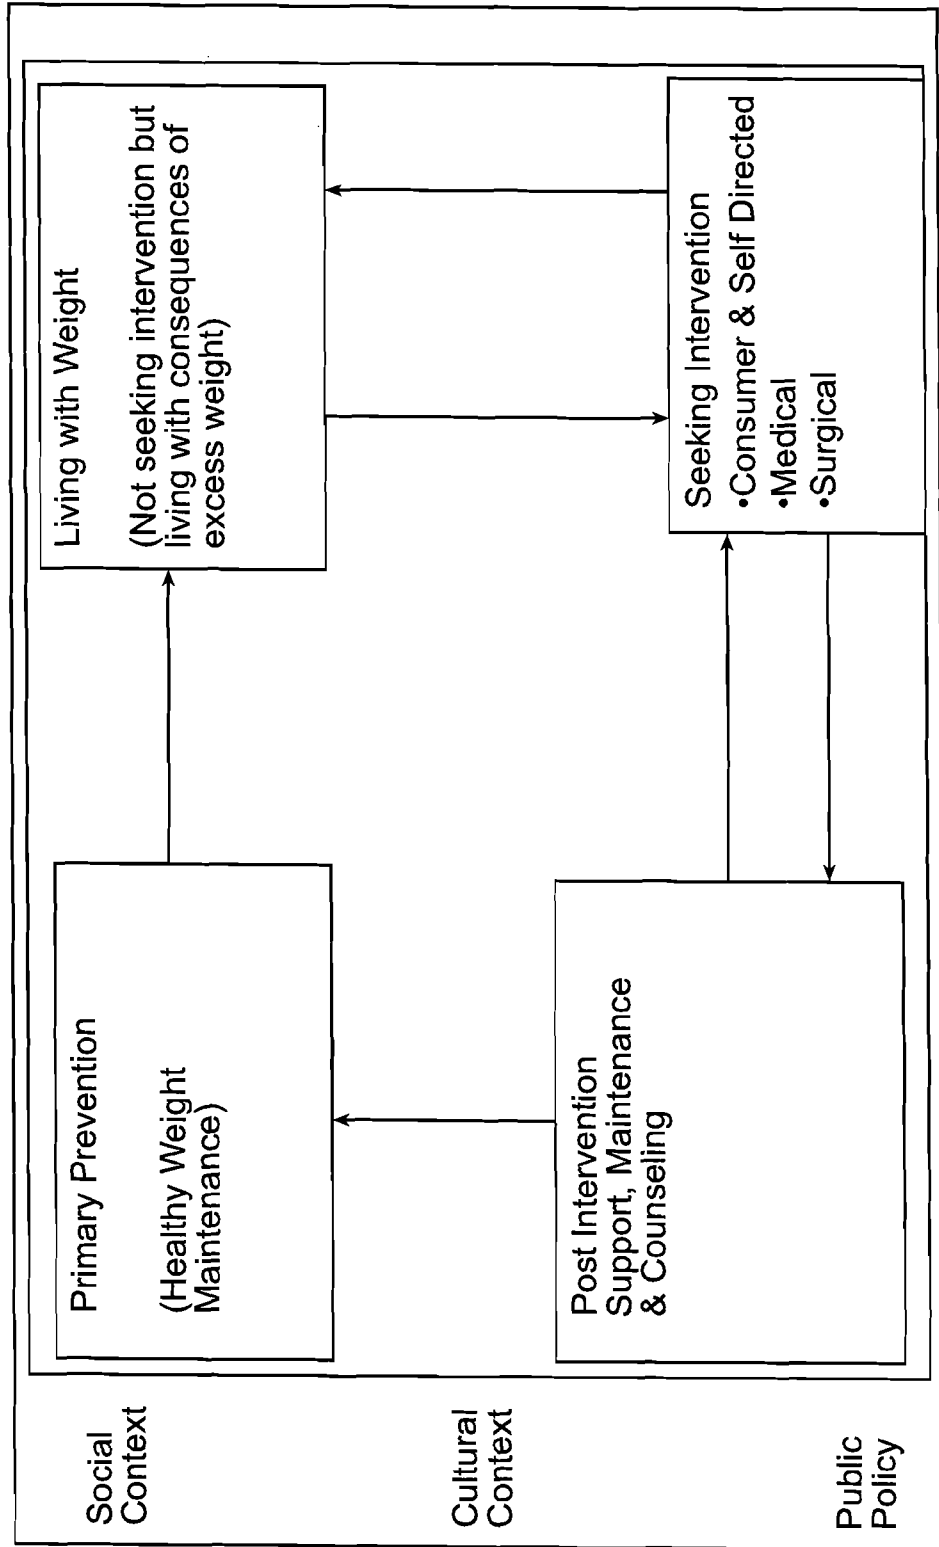 Social
Context
Cultural
Context
Public
Policy
Primary Prevention
(Healthy Weight
Maintenance)
Living with Weight
(Not seeking intervention but
living with consequences of
excess weight)
Post Intervention
Support, Maintenance
& Counseling
Seeking Intervention
•Consumer & Self Directed
•Medical
•Surgical